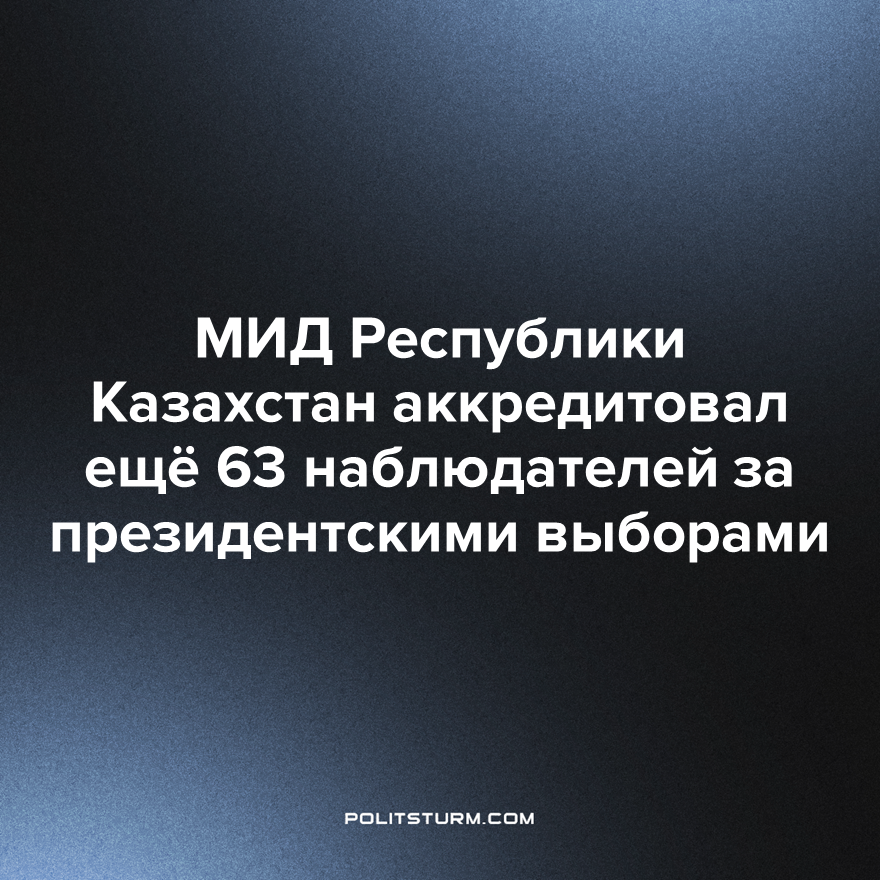 МИД Республики
Казахстан аккредитовал
ещё 63 наблюдателей за
президентскими выборами
POLITSTURM.COM